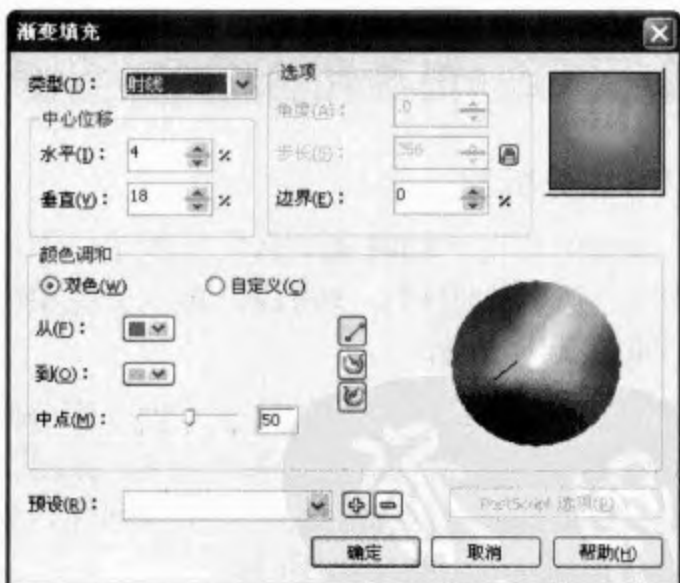 渐变填充
类型(T)： 射线
选项
角度(A)： .0
步长(S)： 256
边界(E)： 0 %
中心位移
水平(I)： 4 %
垂直(Y)： 18 %
颜色调和
双色(W) 自定义(C)
从(F)：
到(O)：
中点(M)： 50
预设(R)：
PostScript 选项(P)
确定 取消 帮助(H)